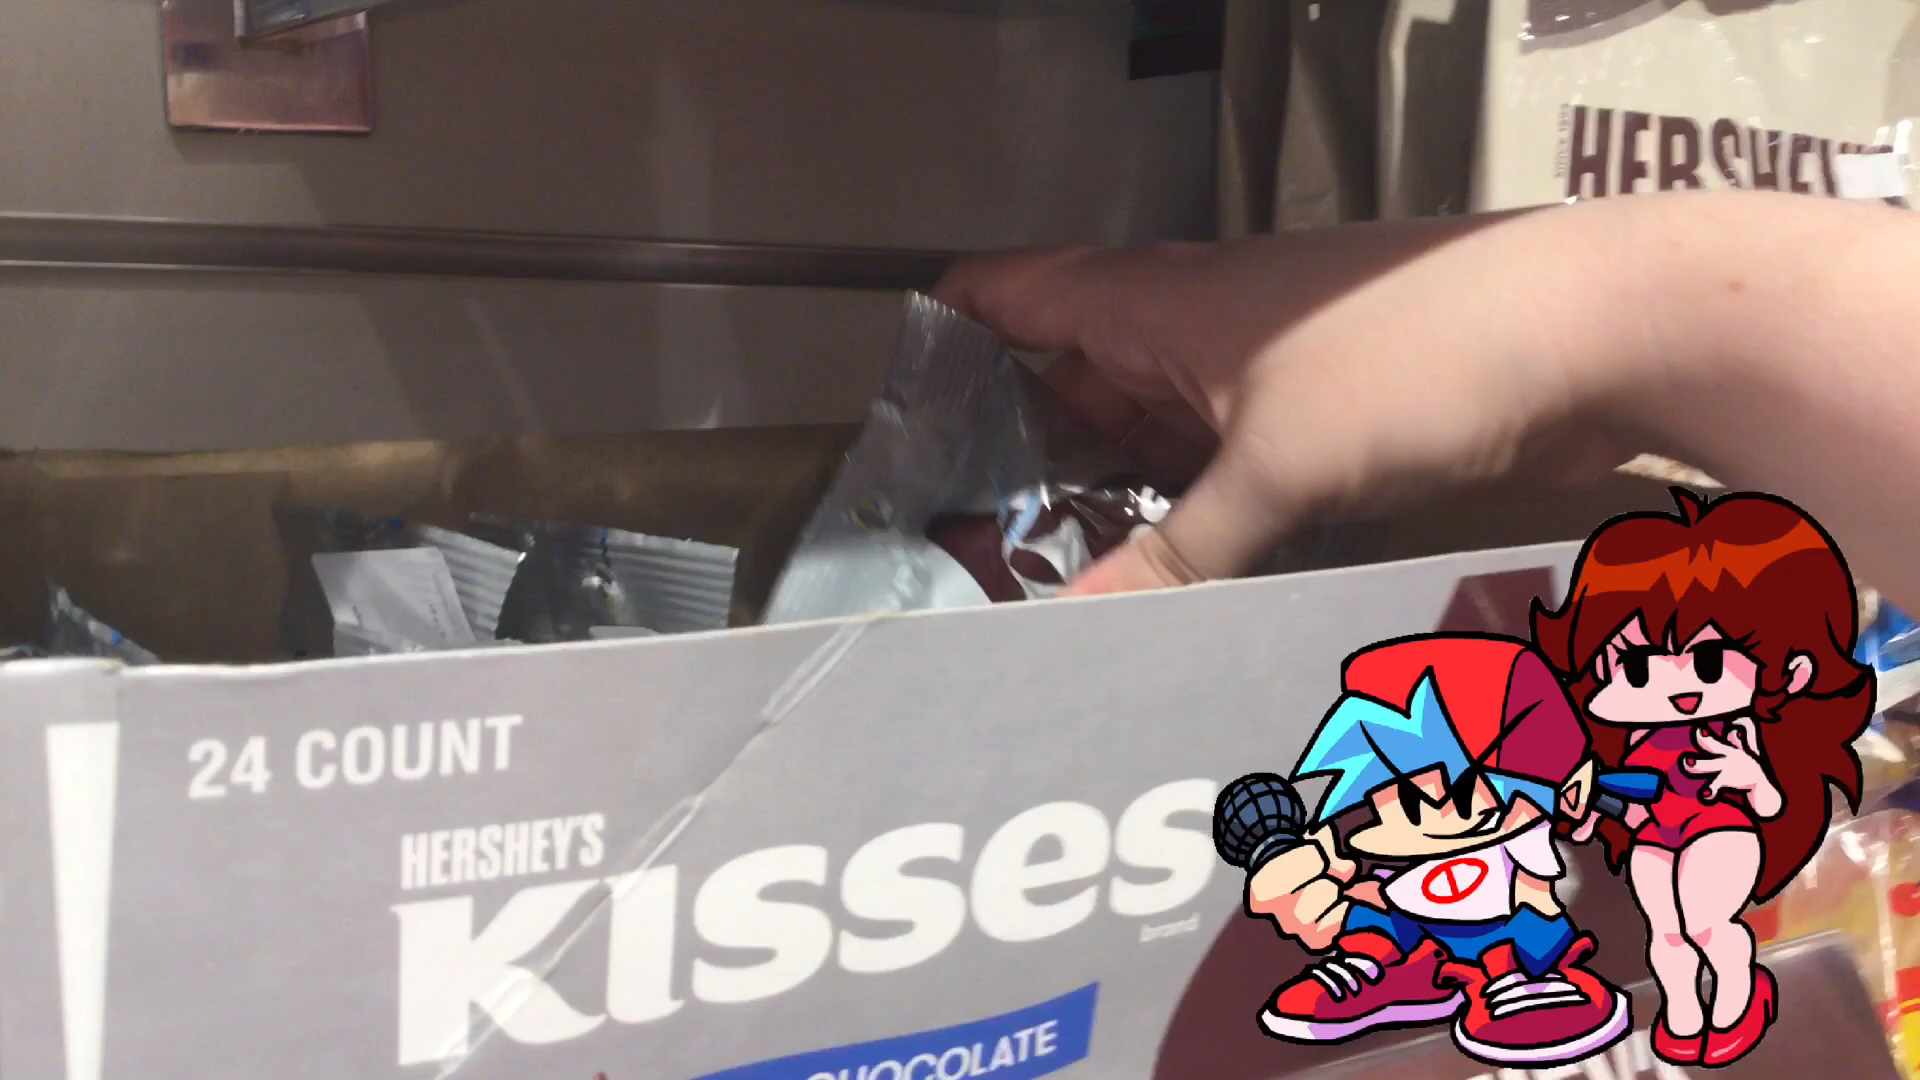 HERSHEY'S
24 COUNT
HERSHEY'S
Kisses
brand
CHOCOLATE